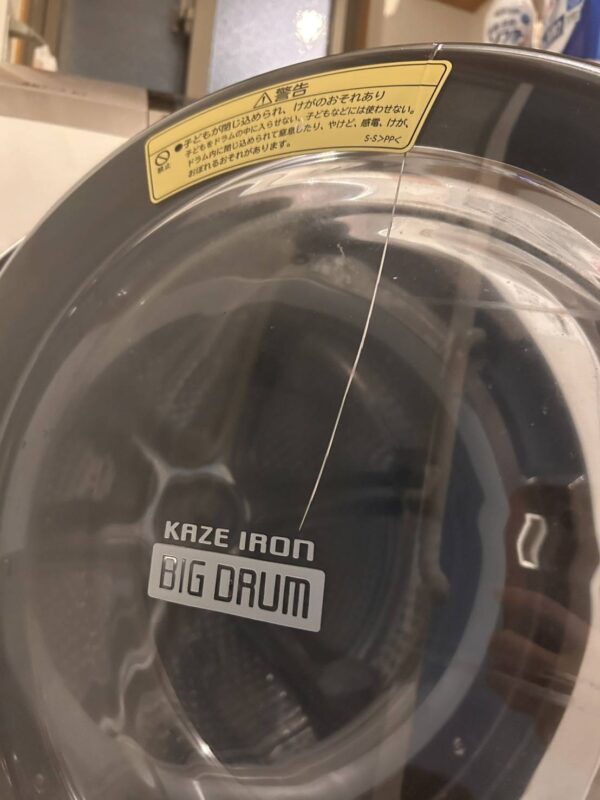 ⚠警告
禁止
●子どもが閉じ込められ、けがのおそれあり
子どもをドラムの中に入らせない。子どもなどには使わせない。
ドラム内に閉じ込められて窒息したり、やけど、感電、けが、
おぼれるおそれがあります。
S-S>PP<
KAZE IRON
BIG DRUM